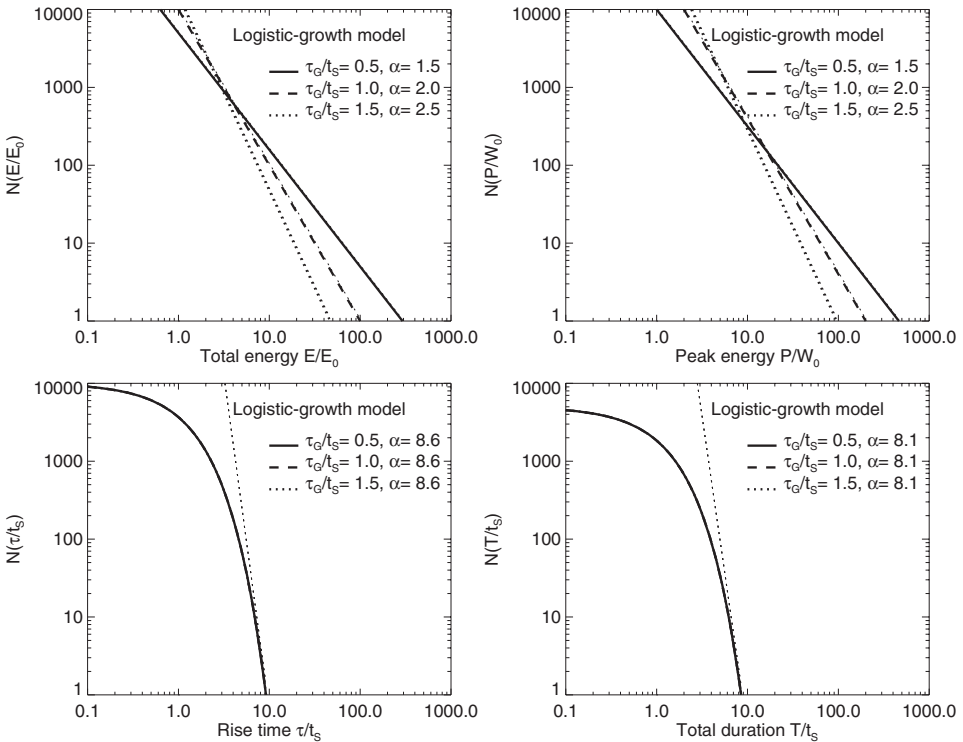 Logistic-growth model
τG/tS= 0.5, α= 1.5
τG/tS= 1.0, α= 2.0
τG/tS= 1.5, α= 2.5
N(E/E0)
10000
1000
100
10
1
0.1 1.0 10.0 100.0 1000.0
Total energy E/E0
Logistic-growth model
τG/tS= 0.5, α= 1.5
τG/tS= 1.0, α= 2.0
τG/tS= 1.5, α= 2.5
N(P/W0)
10000
1000
100
10
1
0.1 1.0 10.0 100.0 1000.0
Peak energy P/W0
Logistic-growth model
τG/tS= 0.5, α= 8.6
τG/tS= 1.0, α= 8.6
τG/tS= 1.5, α= 8.6
N(τ/tS)
10000
1000
100
10
1
0.1 1.0 10.0 100.0 1000.0
Rise time τ/tS
Logistic-growth model
τG/tS= 0.5, α= 8.1
τG/tS= 1.0, α= 8.1
τG/tS= 1.5, α= 8.1
N(T/tS)
10000
1000
100
10
1
0.1 1.0 10.0 100.0 1000.0
Total duration T/tS